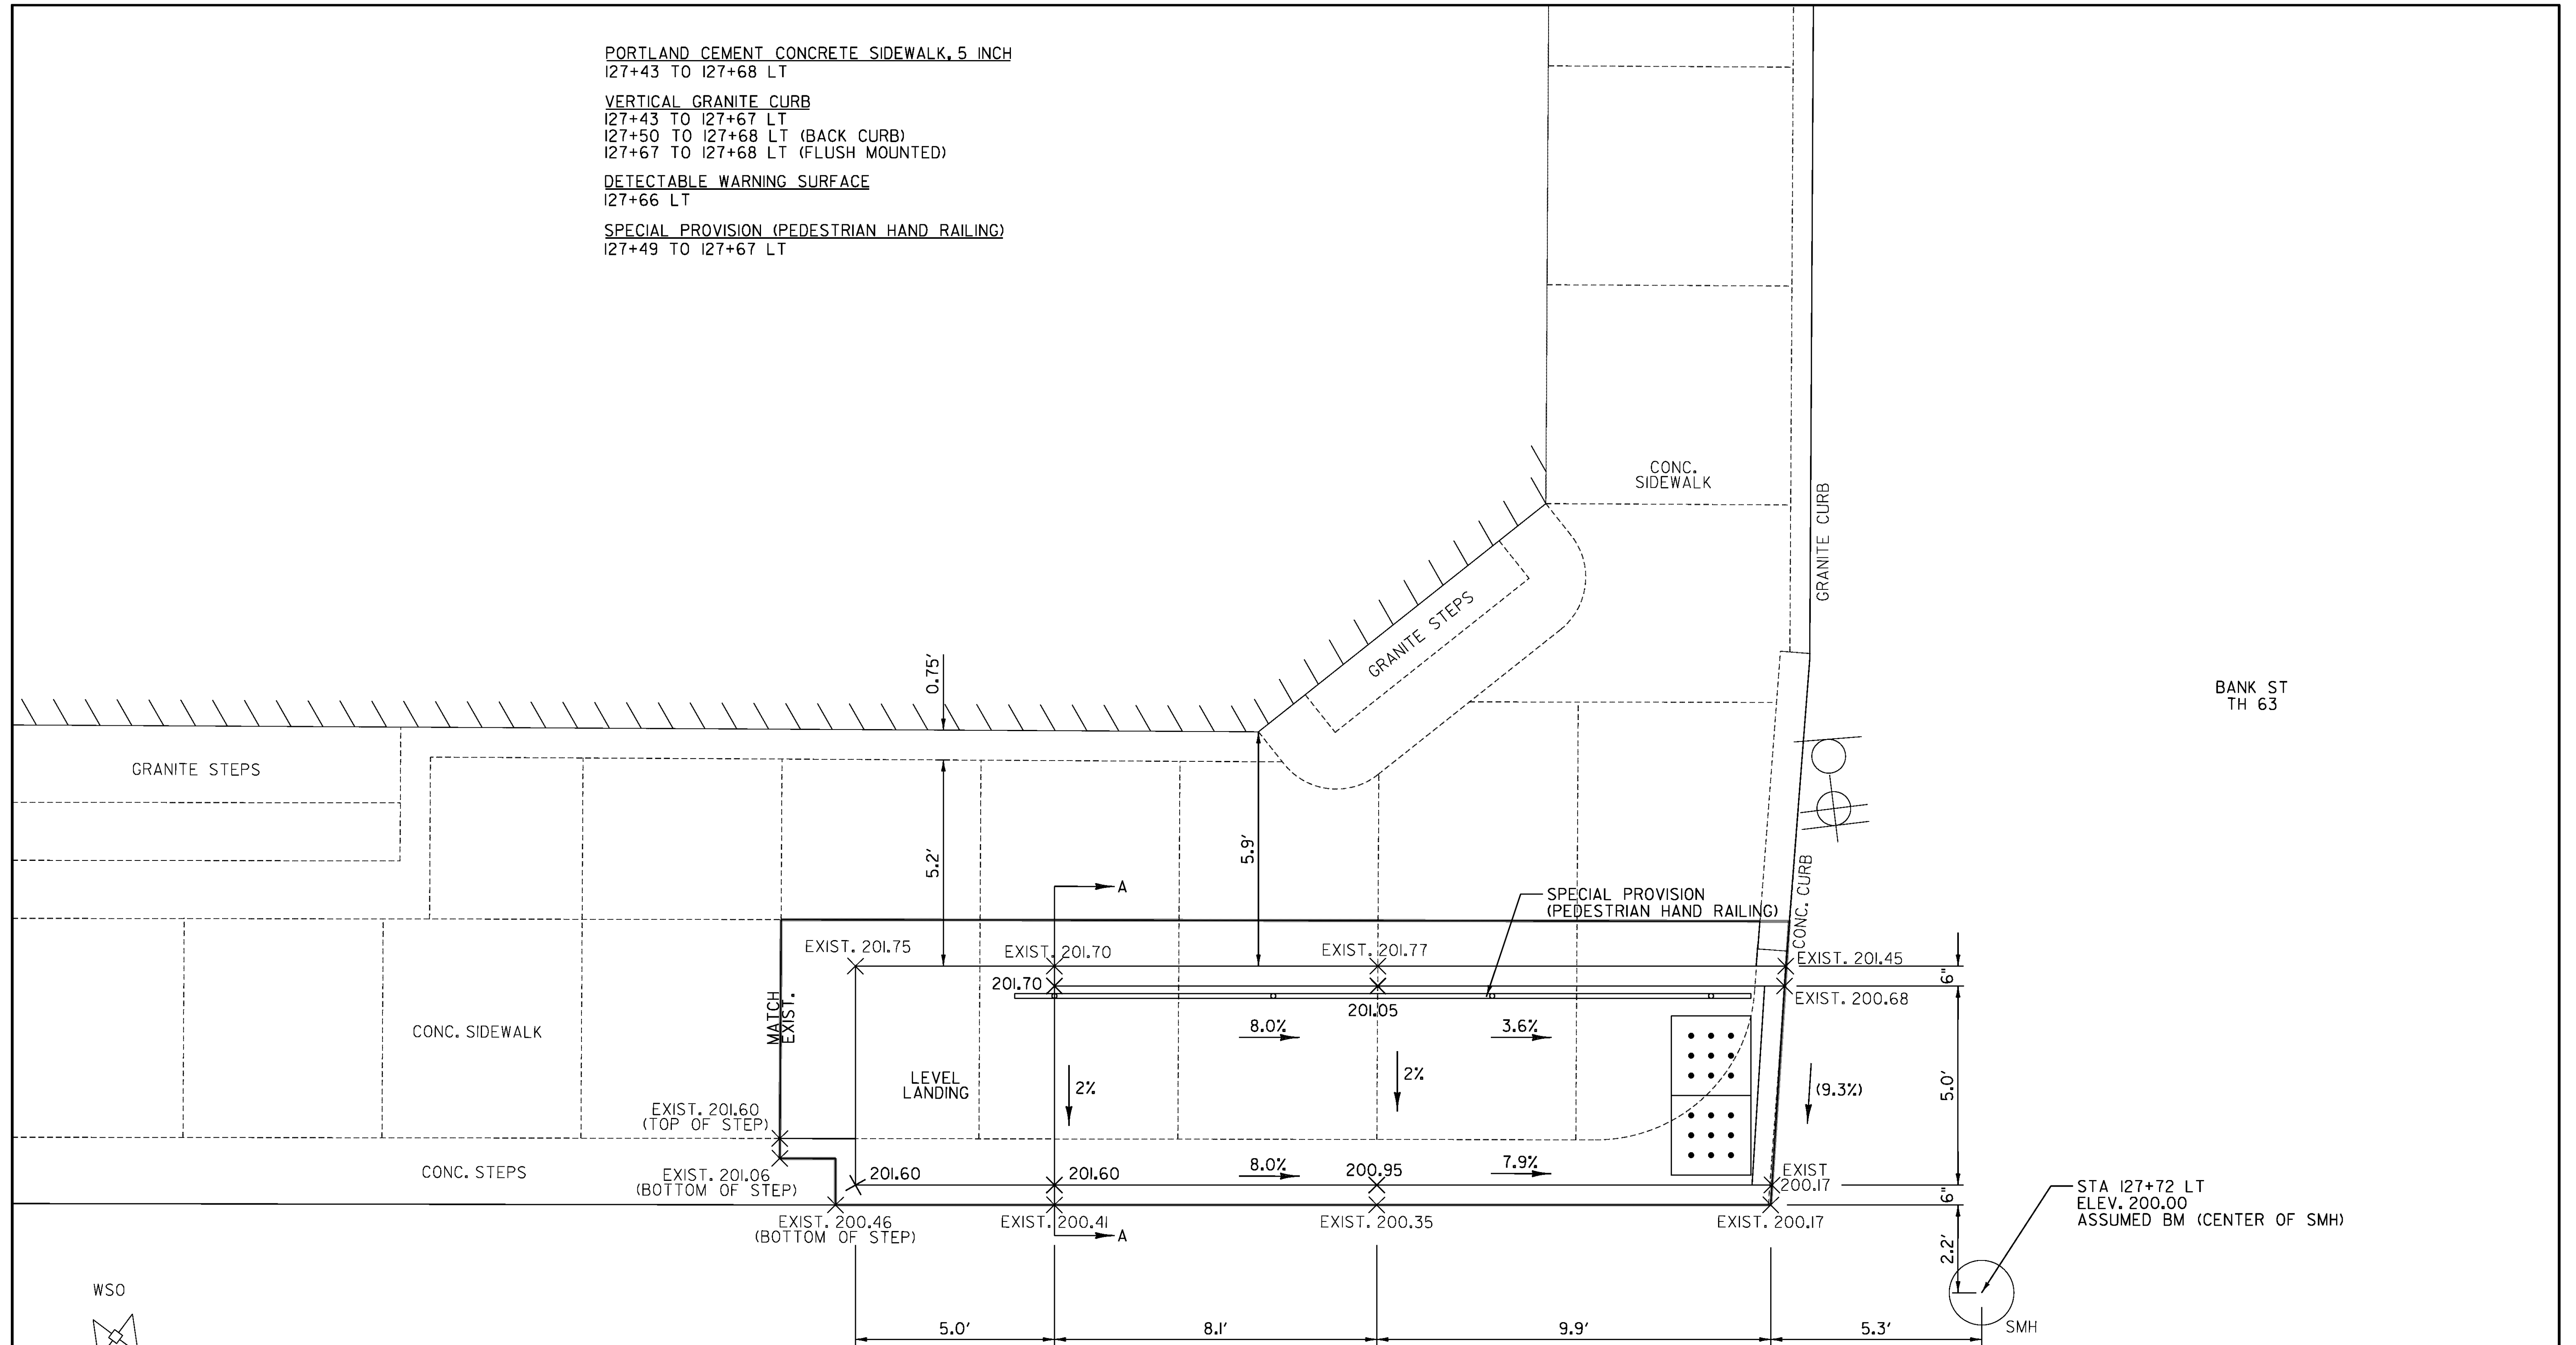 PORTLAND CEMENT CONCRETE SIDEWALK, 5 INCH
127+43 TO 127+68 LT
VERTICAL GRANITE CURB
127+43 TO 127+67 LT
127+50 TO 127+68 LT (BACK CURB)
127+67 TO 127+68 LT (FLUSH MOUNTED)
DETECTABLE WARNING SURFACE
127+66 LT
SPECIAL PROVISION (PEDESTRIAN HAND RAILING)
127+49 TO 127+67 LT
CONC.
SIDEWALK
GRANITE CURB
GRANITE STEPS
0.75'
BANK ST
TH 63
GRANITE STEPS
5.2'
5.9'
CONC. CURB
A
SPECIAL PROVISION
(PEDESTRIAN HAND RAILING)
EXIST. 201.75
EXIST. 201.70
EXIST. 201.77
EXIST. 201.45
6"
201.70
EXIST. 200.68
201.05
MATCH
EXIST.
CONC. SIDEWALK
8.0%
3.6%
LEVEL
LANDING
2%
2%
(9.3%)
5.0'
EXIST. 201.60
(TOP OF STEP)
CONC. STEPS
EXIST. 201.06
(BOTTOM OF STEP)
201.60
201.60
8.0%
200.95
7.9%
EXIST
200.17
6"
STA 127+72 LT
ELEV. 200.00
ASSUMED BM (CENTER OF SMH)
EXIST. 200.46
(BOTTOM OF STEP)
EXIST. 200.41
A
EXIST. 200.35
EXIST. 200.17
2.2'
WSO
SMH
5.0'
8.1'
9.9'
5.3'